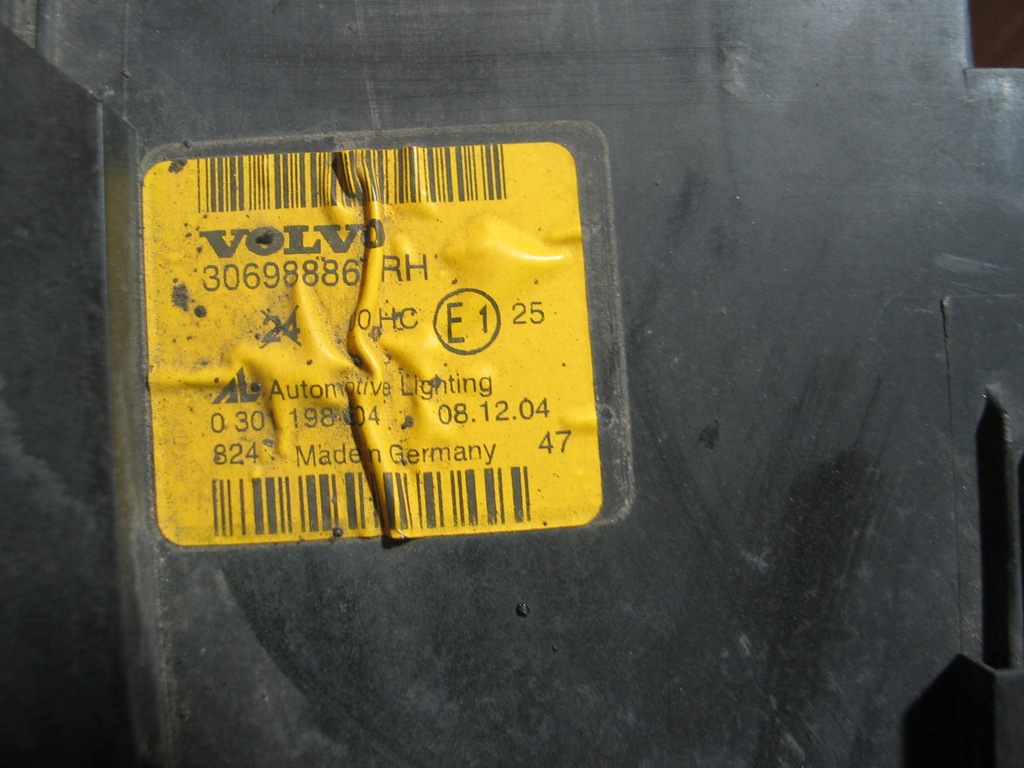 VOLVO
30698886 RH
24 0 HC E1 25
AL Automotive Lighting
0 301 198 04 08.12.04
824 Made in Germany 47